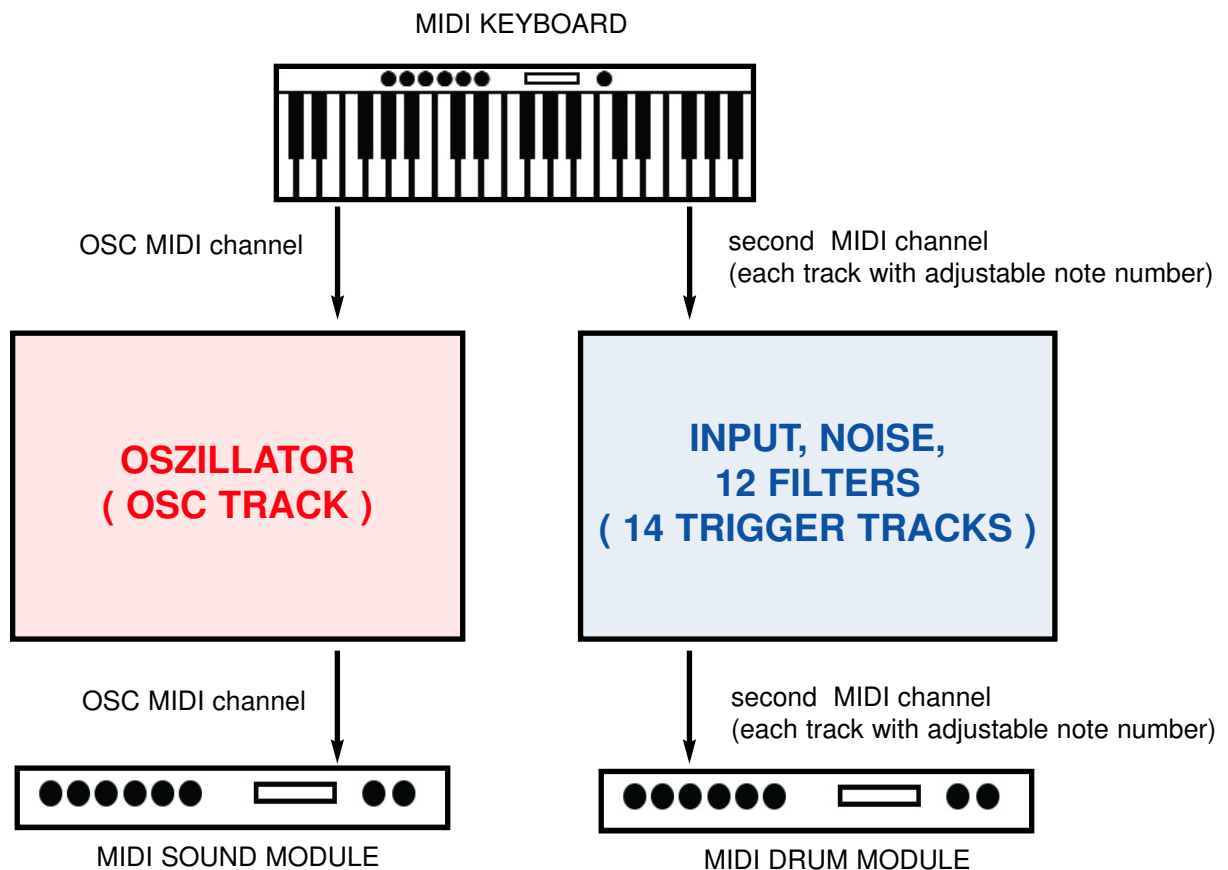 MIDI KEYBOARD
OSC MIDI channel
second MIDI channel
(each track with adjustable note number)
OSZILLATOR
( OSC TRACK )
INPUT, NOISE,
12 FILTERS
( 14 TRIGGER TRACKS )
OSC MIDI channel
second MIDI channel
(each track with adjustable note number)
MIDI SOUND MODULE
MIDI DRUM MODULE